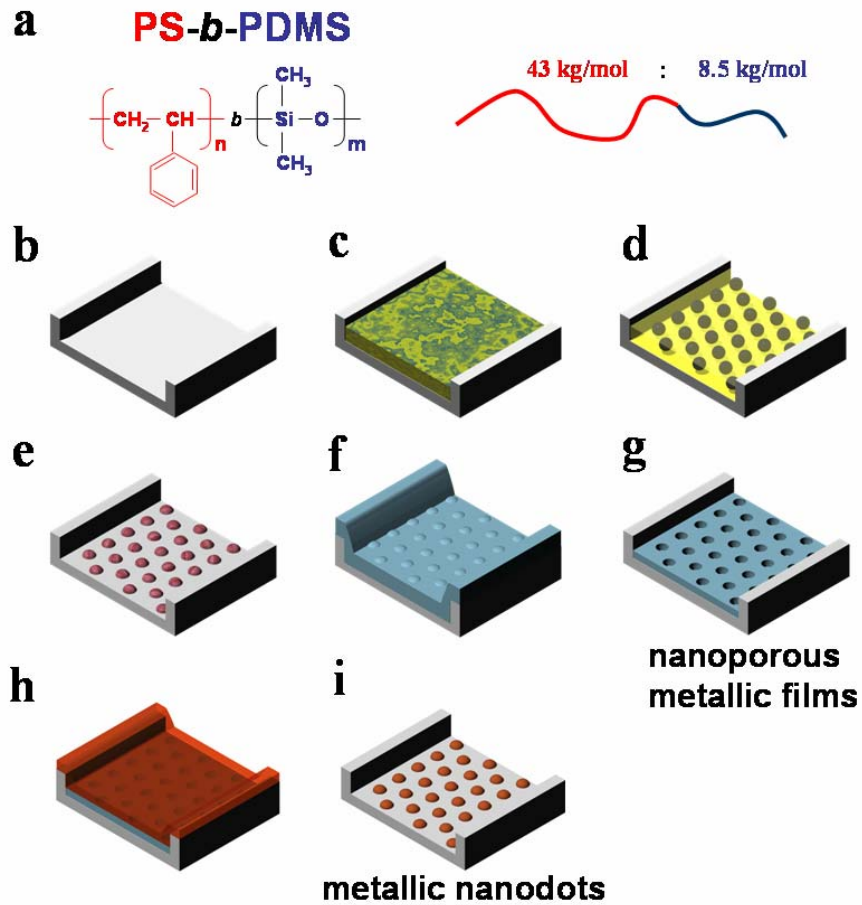 a
PS-b-PDMS
43 kg/mol : 8.5 kg/mol
CH₂ CH n b Si O m
CH₃
CH₃
b
c
d
e
f
g
nanoporous
metallic films
h
i
metallic nanodots